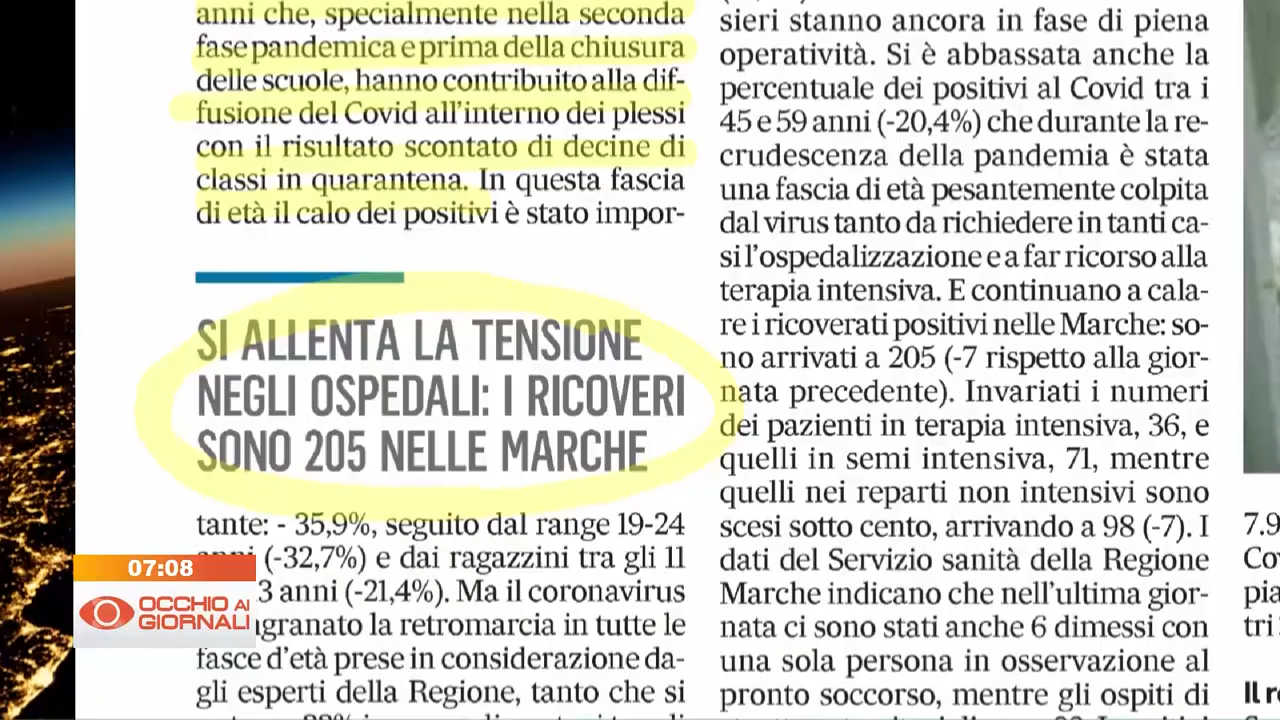 anni che, specialmente nella seconda
fase pandemica e prima della chiusura
delle scuole, hanno contribuito alla dif-
fusione del Covid all'interno dei plessi
con il risultato scontato di decine di
classi in quarantena. In questa fascia
di età il calo dei positivi è stato impor-
SI ALLENTA LA TENSIONE
NEGLI OSPEDALI: I RICOVERI
SONO 205 NELLE MARCHE
tante: - 35,9%, seguito dal range 19-24
anni (-32,7%) e dai ragazzini tra gli 11
3 anni (-21,4%). Ma il coronavirus
granato la retromarcia in tutte le
fasce d'età prese in considerazione da-
gli esperti della Regione, tanto che si
sieri stanno ancora in fase di piena
operatività. Si è abbassata anche la
percentuale dei positivi al Covid tra i
45 e 59 anni (-20,4%) che durante la re-
crudescenza della pandemia è stata
una fascia di età pesantemente colpita
dal virus tanto da richiedere in tanti ca-
si l'ospedalizzazione e a far ricorso alla
terapia intensiva. E continuano a cala-
re i ricoverati positivi nelle Marche: so-
no arrivati a 205 (-7 rispetto alla gior-
nata precedente). Invariati i numeri
dei pazienti in terapia intensiva, 36, e
quelli in semi intensiva, 71, mentre
quelli nei reparti non intensivi sono
scesi sotto cento, arrivando a 98 (-7). I
dati del Servizio sanità della Regione
Marche indicano che nell'ultima gior-
nata ci sono stati anche 6 dimessi con
una sola persona in osservazione al
pronto soccorso, mentre gli ospiti di
7.9
Co
pia
tri
Il r
07:08
OCCHIO AI
GIORNALI